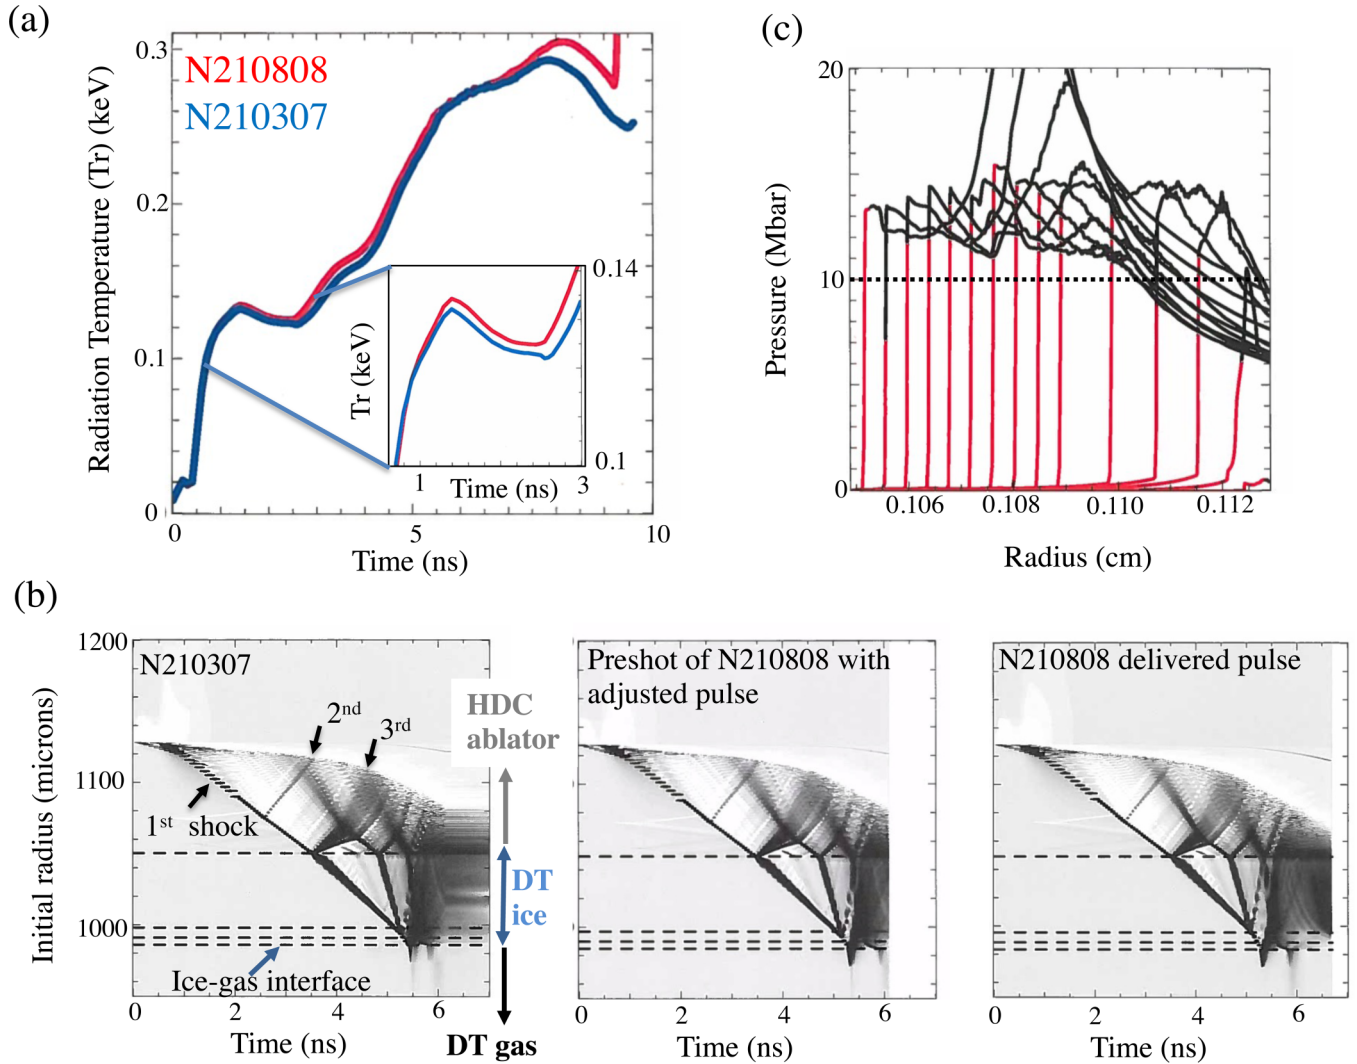 (a)
0.3
0.2
0.1
0
N210808
N210307
Radiation Temperature (Tr) (keV)
0.14
0.1
Tr (keV)
1
Time (ns)
3
0
5
10
Time (ns)
(c)
20
10
0
Pressure (Mbar)
0.106
0.108
0.110
0.112
Radius (cm)
(b)
1200
1100
1000
Initial radius (microns)
N210307
2nd
3rd
1st shock
Ice-gas interface
0
2
4
6
Time (ns)
HDC
ablator
DT
ice
DT gas
Preshot of N210808 with
adjusted pulse
0
2
4
6
Time (ns)
N210808 delivered pulse
0
2
4
6
Time (ns)